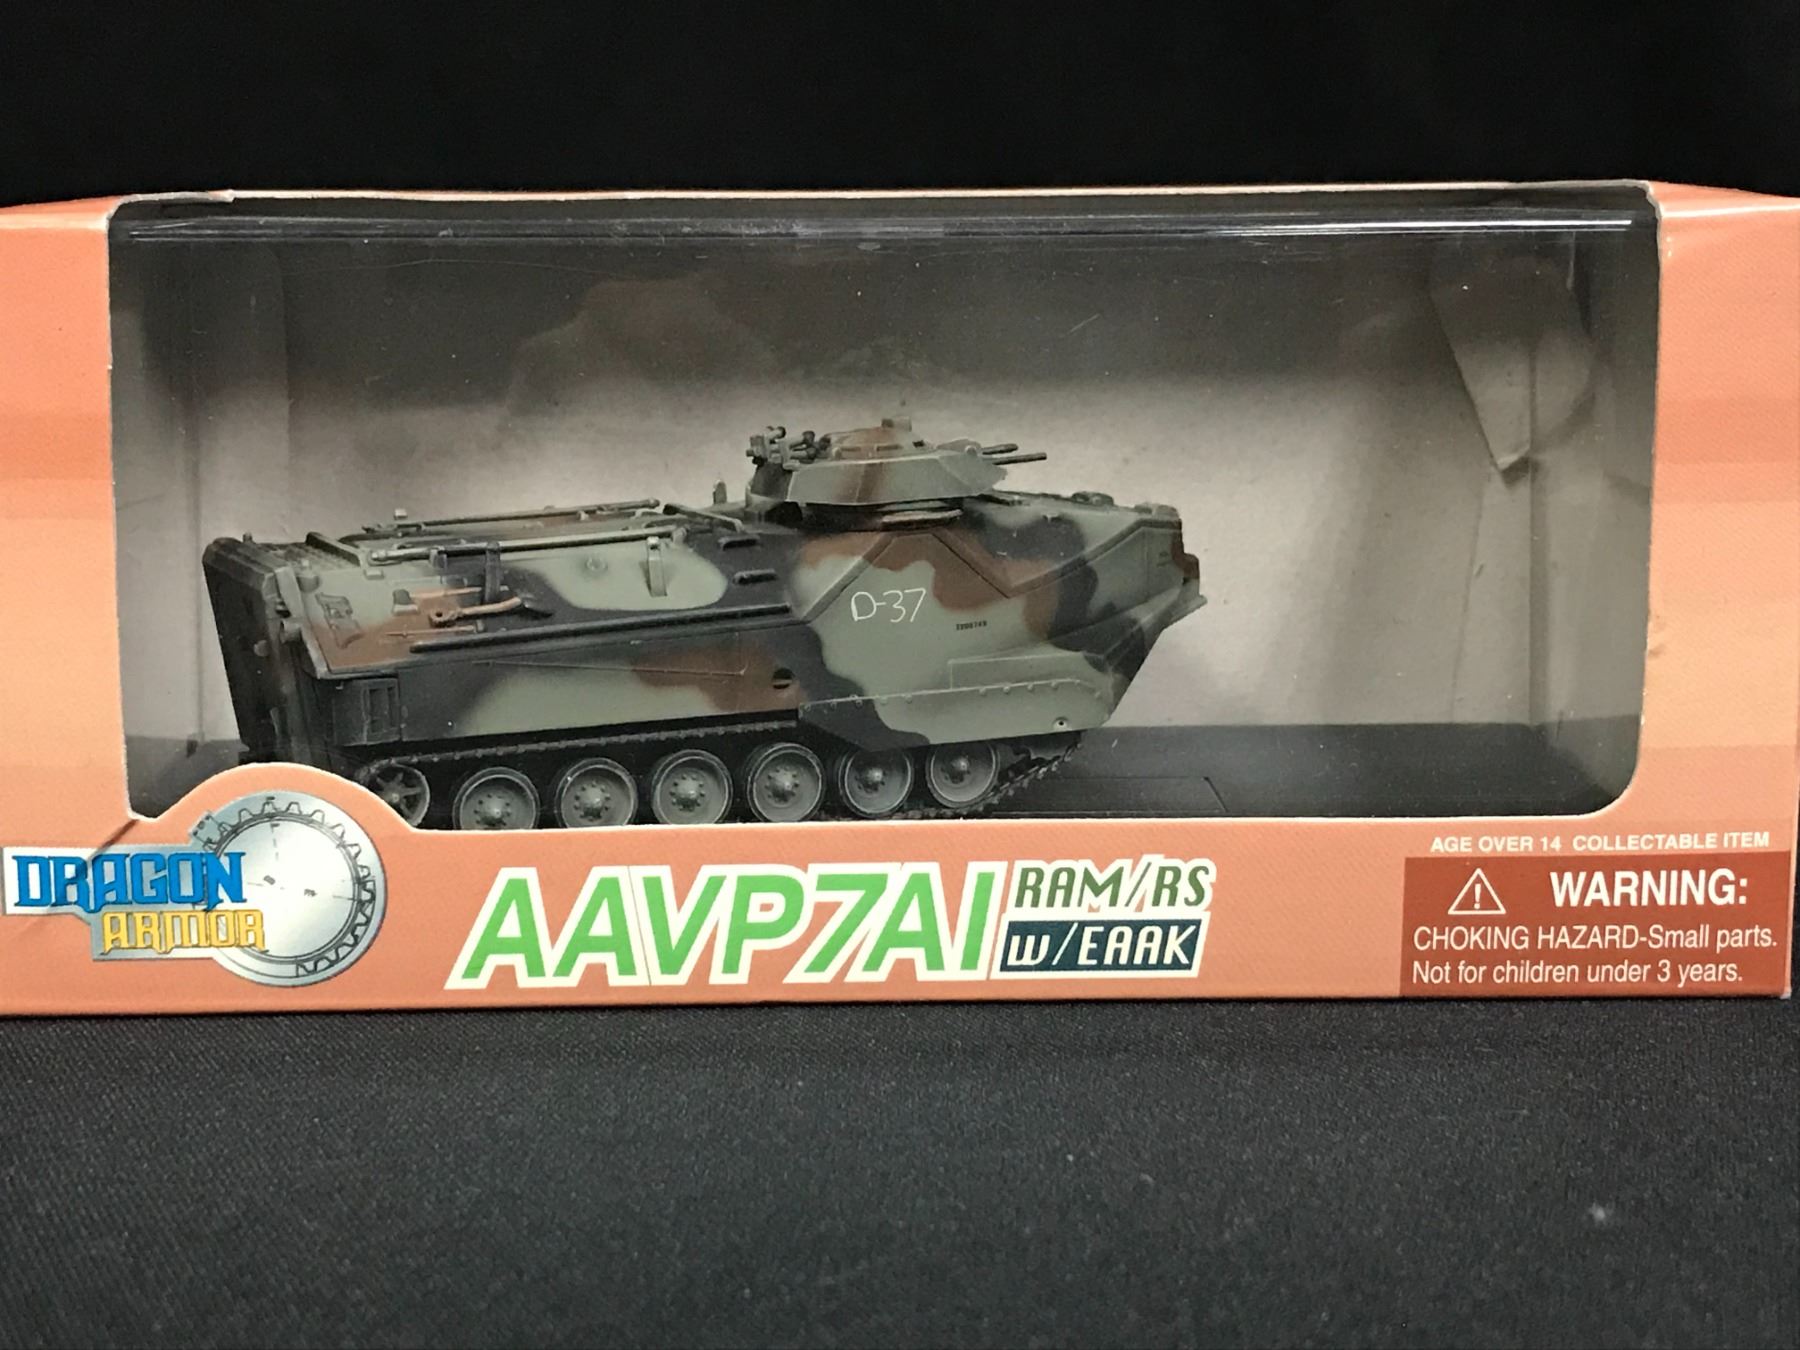 D-37
DRAGON
ARMOR
AAVP7A1
RAM/RS
w/EAAK
AGE OVER 14 COLLECTABLE ITEM
WARNING:
CHOKING HAZARD-Small parts.
Not for children under 3 years.